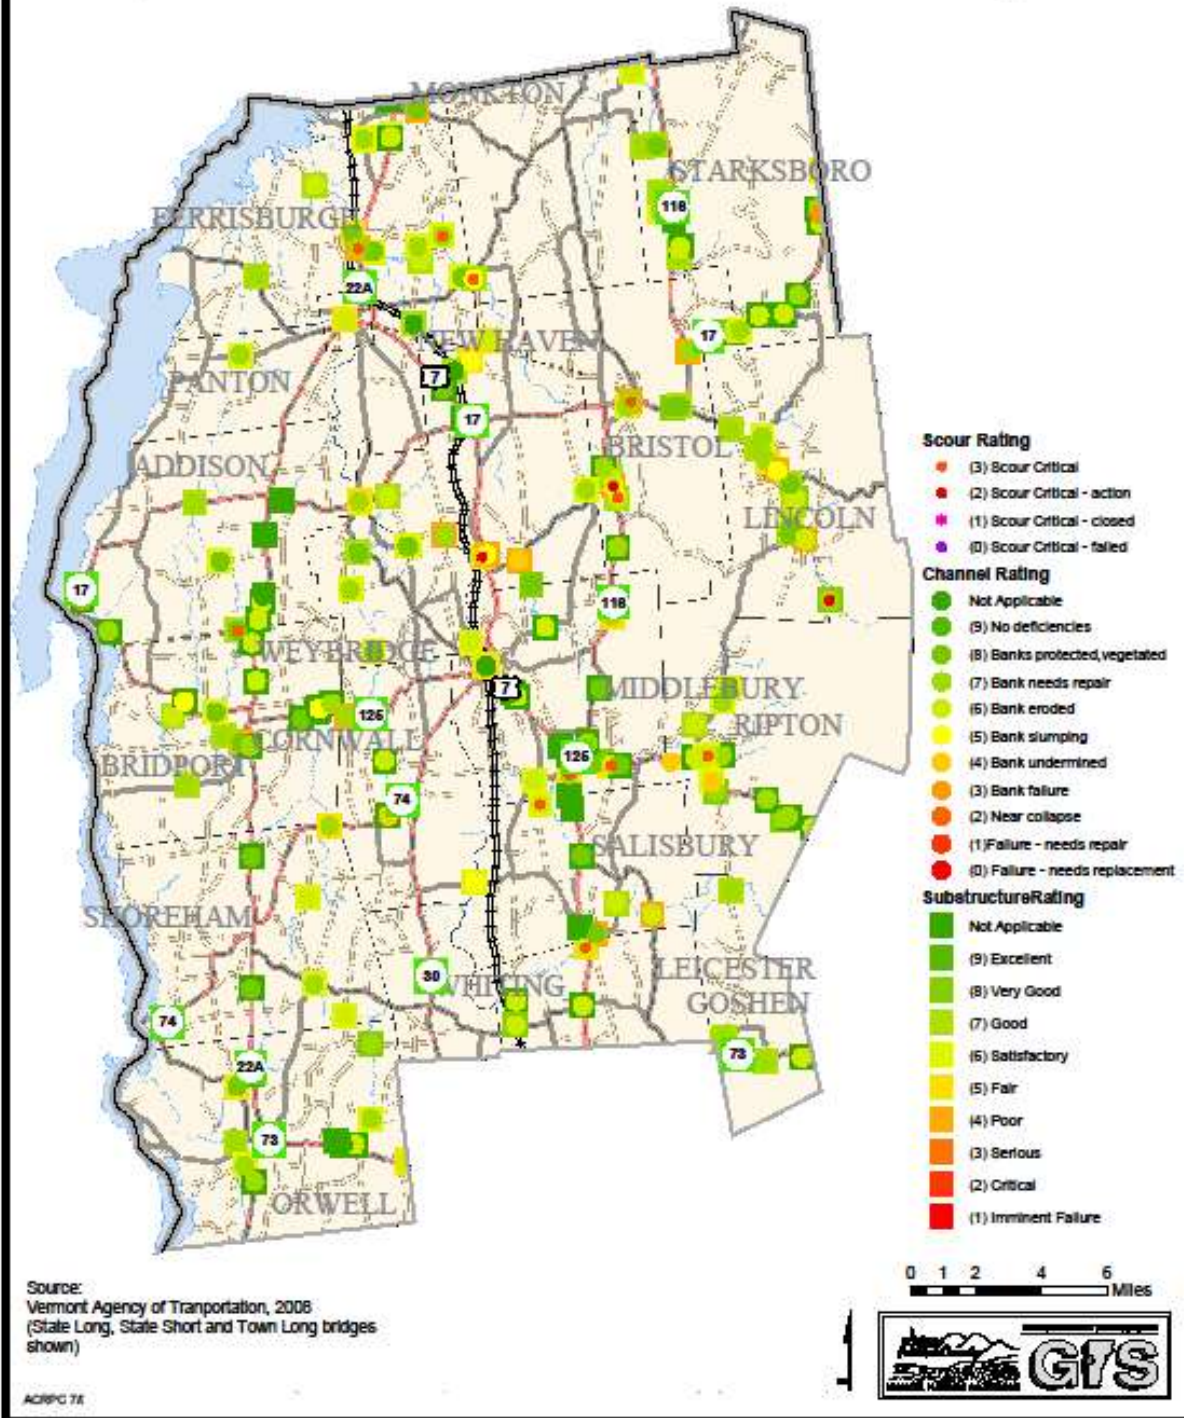 MONKTON
STARKSBORO
116
FERRISBURGH
22A
17
NEW HAVEN
7
PANTON
17
BRISTOL
ADDISON
LINCOLN
17
116
WEYBRIDGE
7
MIDDLEBURY
125
RIPTON
CORNWALL
125
BRIDPORT
74
SALISBURY
SHOREHAM
30
WHITING
LEICESTER
GOSHEN
74
73
22A
73
ORWELL
Scour Rating
(3) Scour Critical
(2) Scour Critical - action
(1) Scour Critical - closed
(0) Scour Critical - failed
Channel Rating
Not Applicable
(9) No deficiencies
(8) Banks protected,vegetated
(7) Bank needs repair
(6) Bank eroded
(5) Bank slumping
(4) Bank undermined
(3) Bank failure
(2) Near collapse
(1)Failure - needs repair
(0) Failure - needs replacement
SubstructureRating
Not Applicable
(9) Excellent
(8) Very Good
(7) Good
(6) Satisfactory
(5) Fair
(4) Poor
(3) Serious
(2) Critical
(1) Imminent Failure
0 1 2 4 6
Miles
Source:
Vermont Agency of Tranportation, 2008
(State Long, State Short and Town Long bridges
shown)
GIS
ACRPC